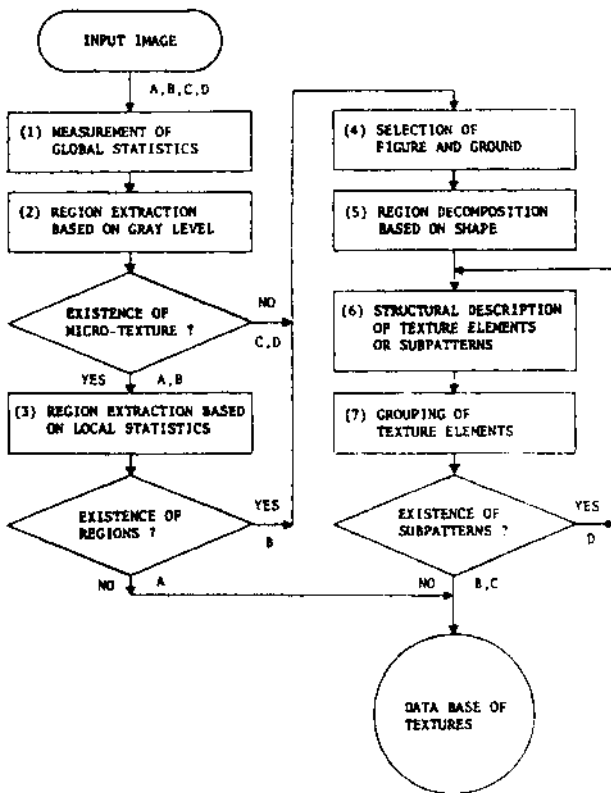 INPUT IMAGE
A,B,C,D
(1) MEASUREMENT OF
GLOBAL STATISTICS
(2) REGION EXTRACTION
BASED ON GRAY LEVEL
EXISTENCE OF
MICRO-TEXTURE ?
NO
C,D
YES
A,B
(3) REGION EXTRACTION BASED
ON LOCAL STATISTICS
EXISTENCE OF
REGIONS ?
YES
B
NO
A
(4) SELECTION OF
FIGURE AND GROUND
(5) REGION DECOMPOSITION
BASED ON SHAPE
(6) STRUCTURAL DESCRIPTION
OF TEXTURE ELEMENTS
OR SUBPATTERNS
(7) GROUPING OF
TEXTURE ELEMENTS
EXISTENCE OF
SUBPATTERNS ?
YES
D
NO
B,C
DATA BASE OF
TEXTURES